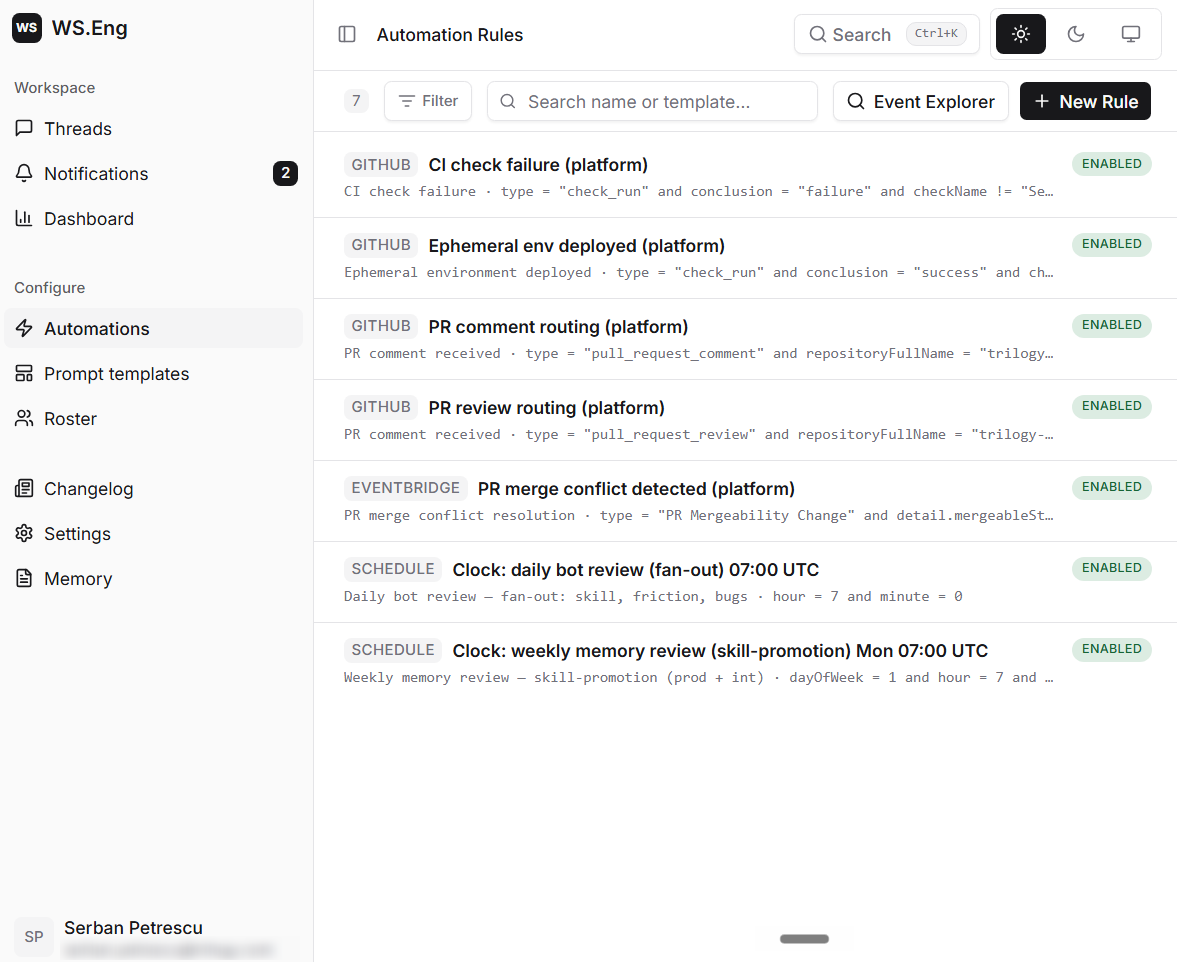 WS WS.Eng
Workspace
Threads
Notifications 2
Dashboard
Configure
Automations
Prompt templates
Roster
Changelog
Settings
Memory
SP Serban Petrescu
Automation Rules
Search Ctrl+K
7 Filter Search name or template... Event Explorer + New Rule
GITHUB CI check failure (platform) ENABLED
CI check failure · type = "check_run" and conclusion = "failure" and checkName != "Se…
GITHUB Ephemeral env deployed (platform) ENABLED
Ephemeral environment deployed · type = "check_run" and conclusion = "success" and ch…
GITHUB PR comment routing (platform) ENABLED
PR comment received · type = "pull_request_comment" and repositoryFullName = "trilogy…
GITHUB PR review routing (platform) ENABLED
PR comment received · type = "pull_request_review" and repositoryFullName = "trilogy-…
EVENTBRIDGE PR merge conflict detected (platform) ENABLED
PR merge conflict resolution · type = "PR Mergeability Change" and detail.mergeableSt…
SCHEDULE Clock: daily bot review (fan-out) 07:00 UTC ENABLED
Daily bot review — fan-out: skill, friction, bugs · hour = 7 and minute = 0
SCHEDULE Clock: weekly memory review (skill-promotion) Mon 07:00 UTC ENABLED
Weekly memory review — skill-promotion (prod + int) · dayOfWeek = 1 and hour = 7 and …